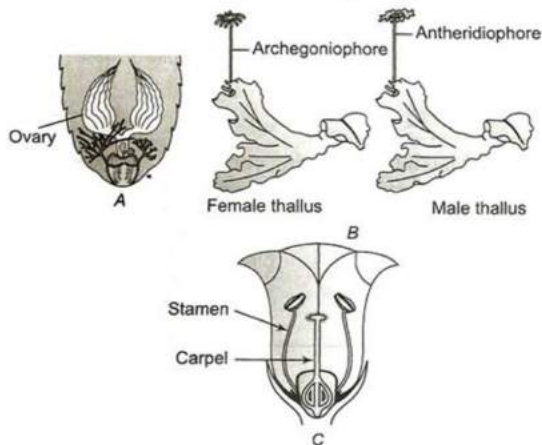 Archegoniophore
Antheridiophore
Ovary
A
Female thallus
Male thallus
B
Stamen
Carpel
C